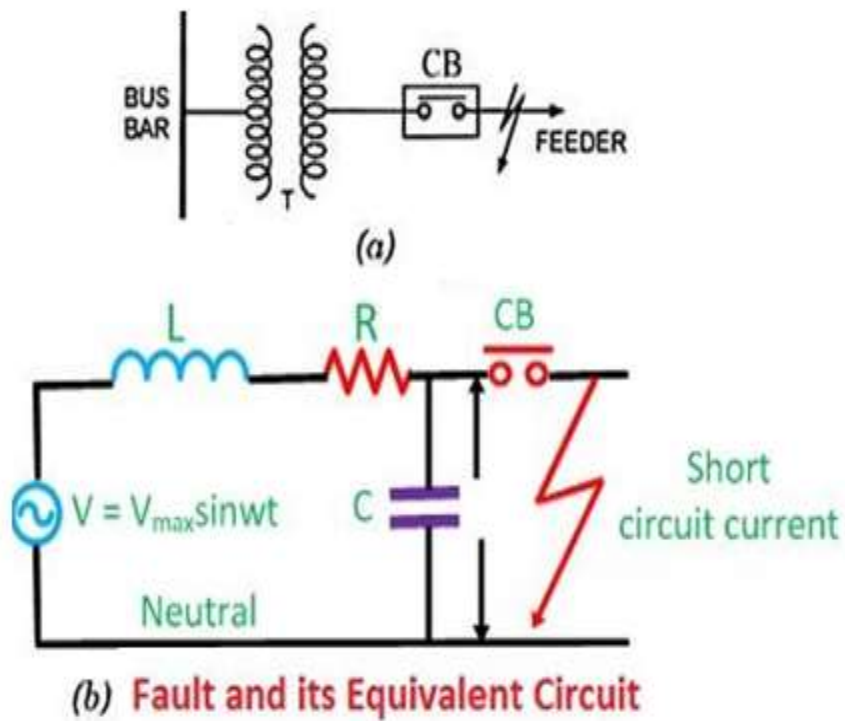 CB
BUS
BAR
FEEDER
T
(a)
L
R
CB
V = Vmaxsinwt
C
Short
circuit current
Neutral
(b) Fault and its Equivalent Circuit